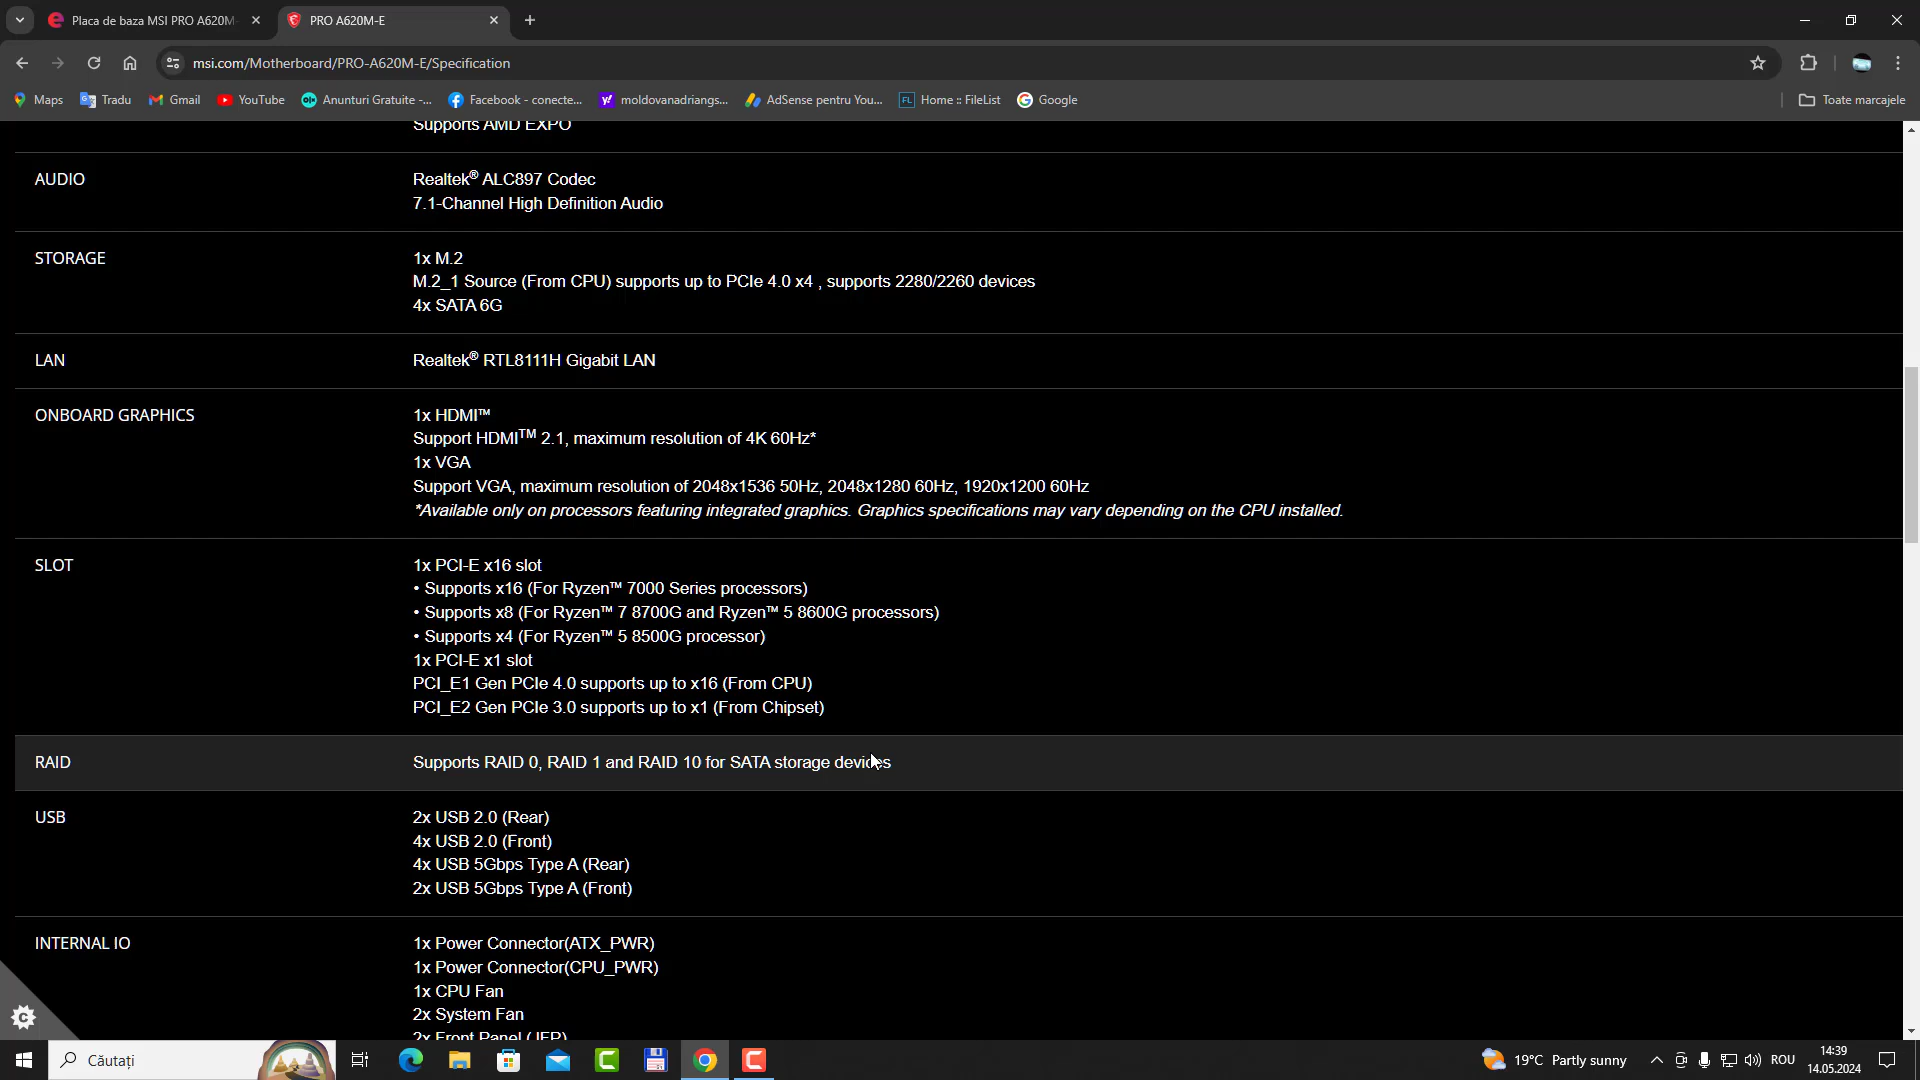 Placa de baza MSI PRO A620M-
PRO A620M-E
msi.com/Motherboard/PRO-A620M-E/Specification
Maps
Tradu
Gmail
YouTube
Anunturi Gratuite -...
Facebook - conecte...
moldovanadriangs...
AdSense pentru You...
FL
Home :: FileList
Google
Toate marcajele
Supports AMD EXPO
AUDIO
Realtek® ALC897 Codec
7.1-Channel High Definition Audio
STORAGE
1x M.2
M.2_1 Source (From CPU) supports up to PCIe 4.0 x4 , supports 2280/2260 devices
4x SATA 6G
LAN
Realtek® RTL8111H Gigabit LAN
ONBOARD GRAPHICS
1x HDMI™
Support HDMI™ 2.1, maximum resolution of 4K 60Hz*
1x VGA
Support VGA, maximum resolution of 2048x1536 50Hz, 2048x1280 60Hz, 1920x1200 60Hz
*Available only on processors featuring integrated graphics. Graphics specifications may vary depending on the CPU installed.
SLOT
1x PCI-E x16 slot
• Supports x16 (For Ryzen™ 7000 Series processors)
• Supports x8 (For Ryzen™ 7 8700G and Ryzen™ 5 8600G processors)
• Supports x4 (For Ryzen™ 5 8500G processor)
1x PCI-E x1 slot
PCI_E1 Gen PCIe 4.0 supports up to x16 (From CPU)
PCI_E2 Gen PCIe 3.0 supports up to x1 (From Chipset)
RAID
Supports RAID 0, RAID 1 and RAID 10 for SATA storage devices
USB
2x USB 2.0 (Rear)
4x USB 2.0 (Front)
4x USB 5Gbps Type A (Rear)
2x USB 5Gbps Type A (Front)
INTERNAL IO
1x Power Connector(ATX_PWR)
1x Power Connector(CPU_PWR)
1x CPU Fan
2x System Fan
2x Front Panel (JFP)
Căutați
19°C Partly sunny
ROU
14:39
14.05.2024